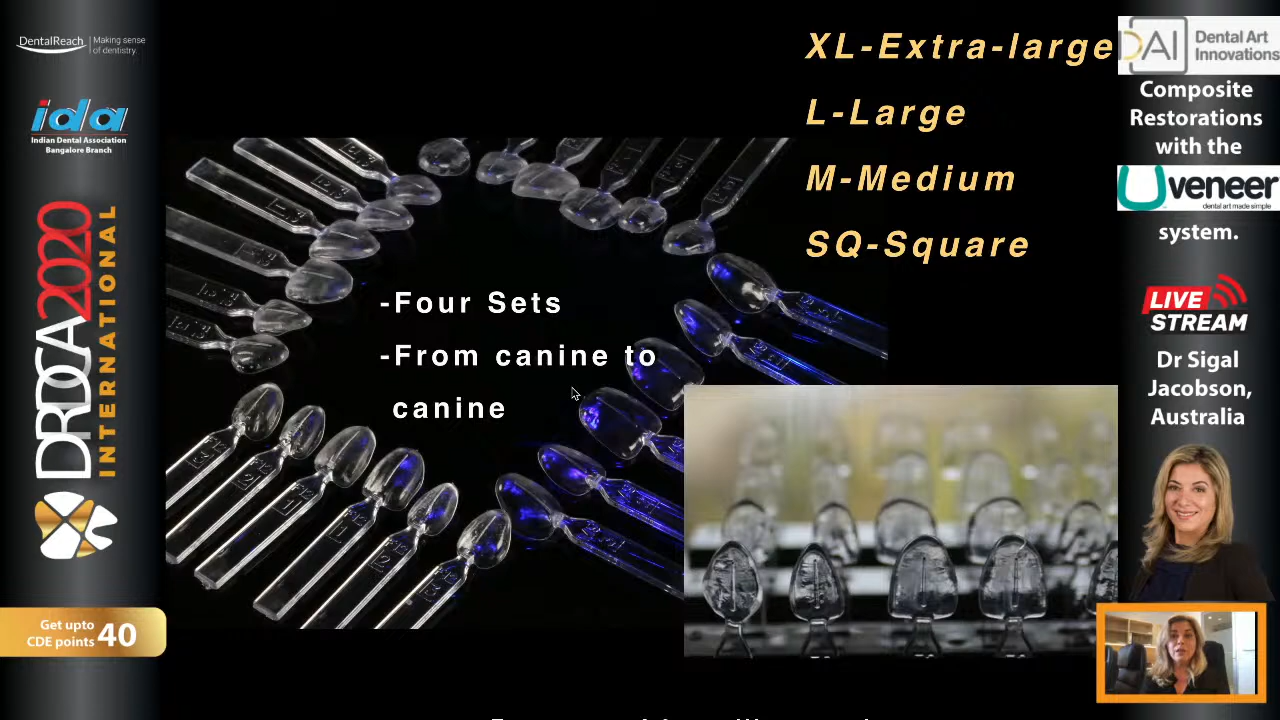 DentalReach
Making sense
of dentistry.
ida
Indian Dental Association
Bangalore Branch
DRDCA2020
INTERNATIONAL
Get upto
CDE points 40
XL-Extra-large
L-Large
M-Medium
SQ-Square
-Four Sets
-From canine to
canine
DAI
Dental Art
Innovations
Composite
Restorations
with the
Uveneer
dental art made simple
system.
LIVE
STREAM
Dr Sigal
Jacobson,
Australia